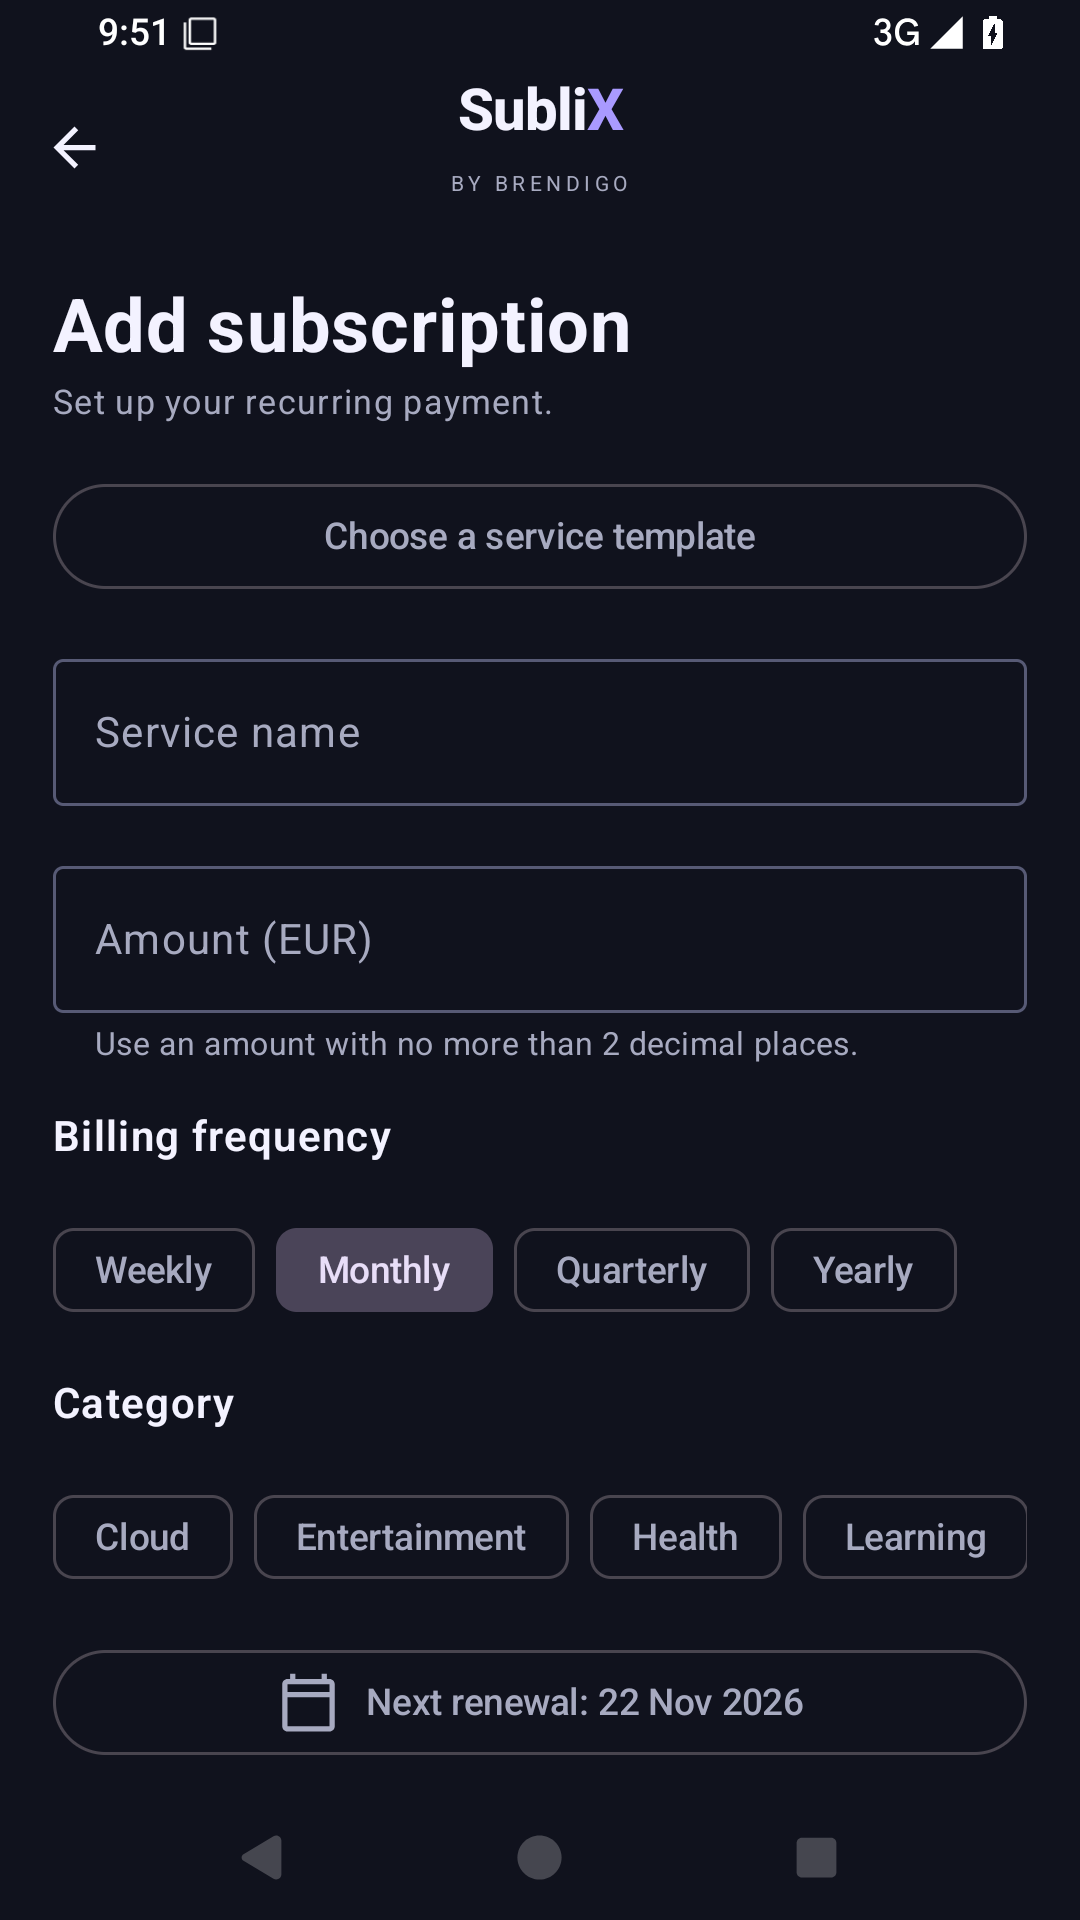 9:51
3G
SubliX
BY BRENDIGO
Add subscription
Set up your recurring payment.
Choose a service template
Service name
Amount (EUR)
Use an amount with no more than 2 decimal places.
Billing frequency
Weekly Monthly Quarterly Yearly
Category
Cloud Entertainment Health Learning
Next renewal: 22 Nov 2026